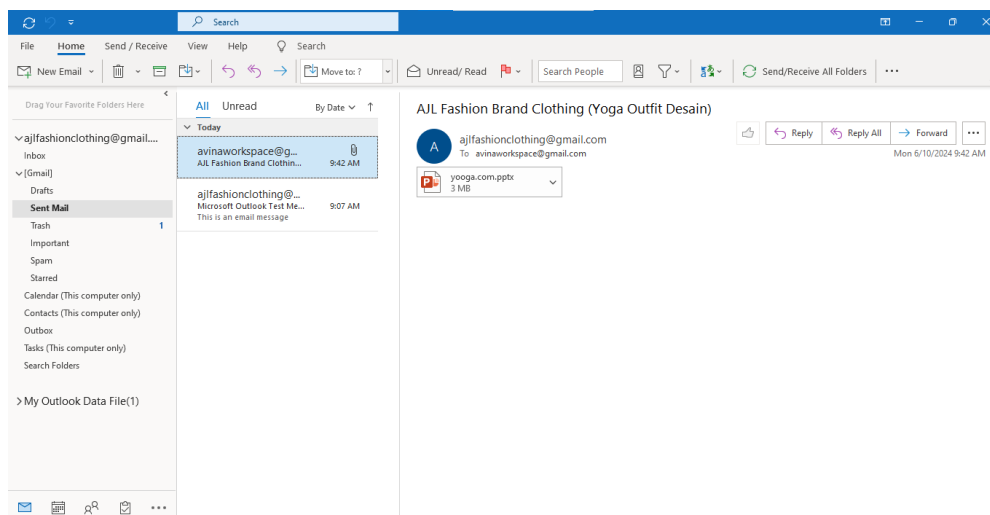 Search
File Home Send / Receive View Help Search
New Email Move to: ? Unread/ Read Search People Send/Receive All Folders
Drag Your Favorite Folders Here
ajlfashionclothing@gmail....
Inbox
[Gmail]
Drafts
Sent Mail
Trash 1
Important
Spam
Starred
Calendar (This computer only)
Contacts (This computer only)
Outbox
Tasks (This computer only)
Search Folders
My Outlook Data File(1)
All Unread By Date
Today
avinaworkspace@g...
AJL Fashion Brand Clothin... 9:42 AM
ajlfashionclothing@...
Microsoft Outlook Test Me... 9:07 AM
This is an email message
AJL Fashion Brand Clothing (Yoga Outfit Desain)
A
ajlfashionclothing@gmail.com
To avinaworkspace@gmail.com
Reply Reply All Forward
Mon 6/10/2024 9:42 AM
yooga.com.pptx
3 MB